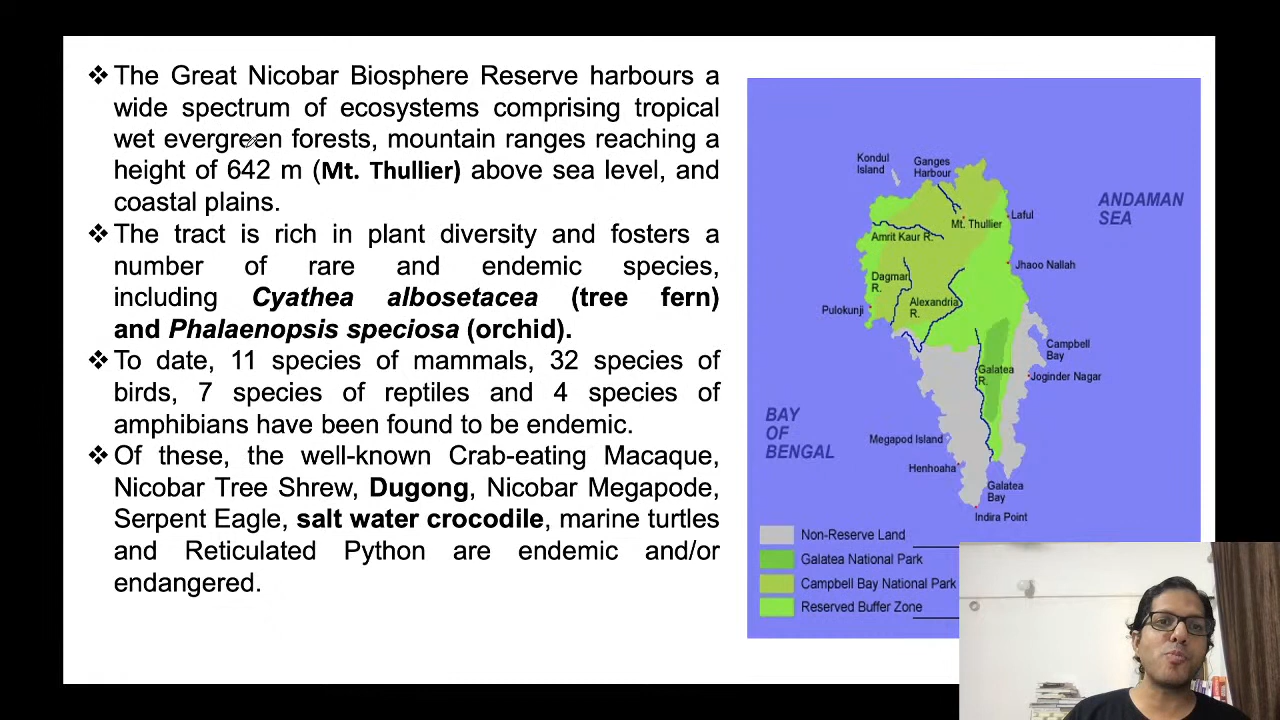 ❖ The Great Nicobar Biosphere Reserve harbours a
wide spectrum of ecosystems comprising tropical
wet evergreen forests, mountain ranges reaching a
height of 642 m (Mt. Thullier) above sea level, and
coastal plains.
❖ The tract is rich in plant diversity and fosters a
number of rare and endemic species,
including Cyathea albosetacea (tree fern)
and Phalaenopsis speciosa (orchid).
❖ To date, 11 species of mammals, 32 species of
birds, 7 species of reptiles and 4 species of
amphibians have been found to be endemic.
❖ Of these, the well-known Crab-eating Macaque,
Nicobar Tree Shrew, Dugong, Nicobar Megapode,
Serpent Eagle, salt water crocodile, marine turtles
and Reticulated Python are endemic and/or
endangered.
Kondul
Island
Ganges
Harbour
ANDAMAN
SEA
Laful
Mt. Thullier
Amrit Kaur R.
Jhaoo Nallah
Dagmar
R.
Alexandria
R.
Pulokunji
Campbell
Bay
Galatea
R.
Joginder Nagar
BAY
OF
BENGAL
Megapod Island
Henhoaha
Galatea
Bay
Indira Point
Non-Reserve Land
Galatea National Park
Campbell Bay National Park
Reserved Buffer Zone